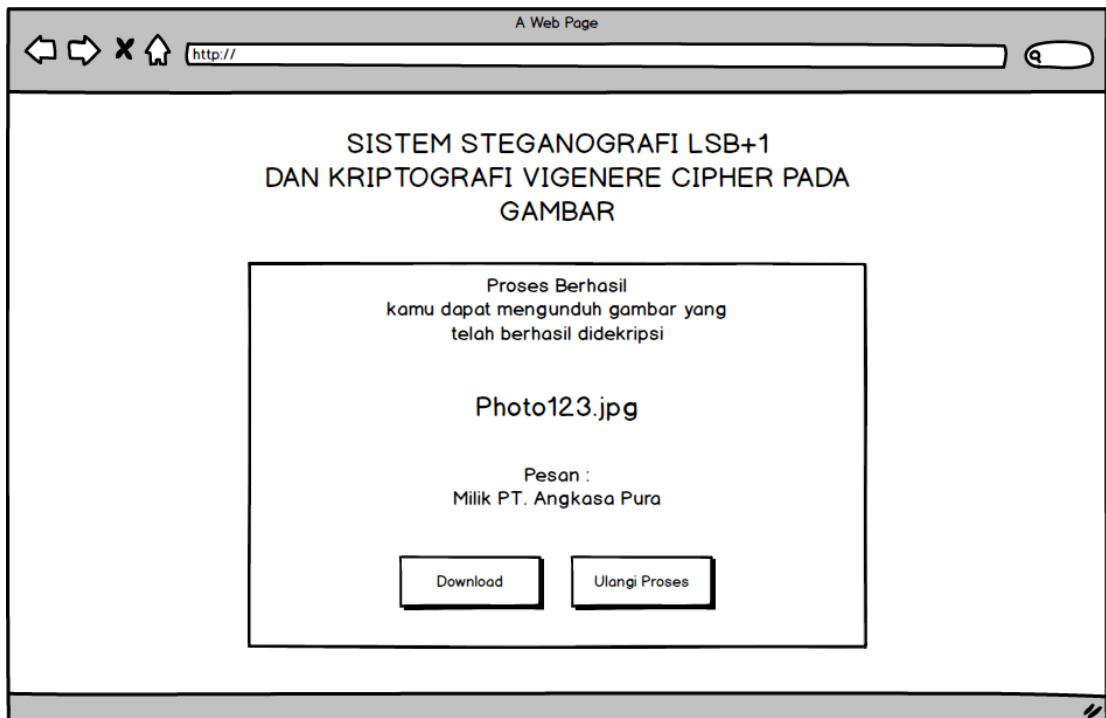 A Web Page
http://
SISTEM STEGANOGRAFI LSB+1
DAN KRIPTOGRAFI VIGENERE CIPHER PADA
GAMBAR
Proses Berhasil
kamu dapat mengunduh gambar yang
telah berhasil didekripsi
Photo123.jpg
Pesan :
Milik PT. Angkasa Pura
Download
Ulangi Proses